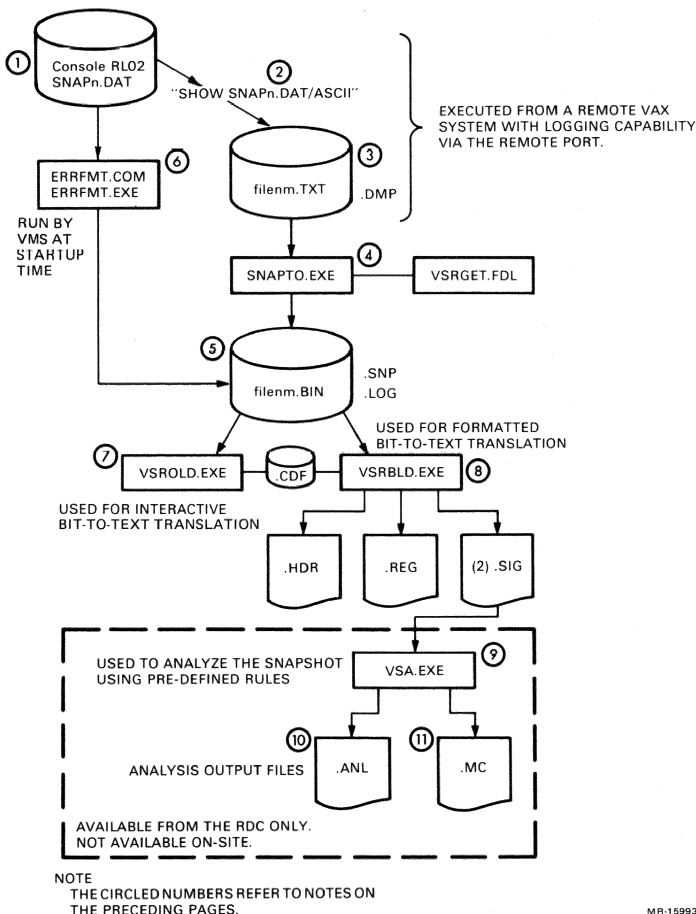 1
Console RL02
SNAPn.DAT
2
"SHOW SNAPn.DAT/ASCII"
EXECUTED FROM A REMOTE VAX
SYSTEM WITH LOGGING CAPABILITY
VIA THE REMOTE PORT.
6
ERRFMT.COM
ERRFMT.EXE
3
filenm.TXT
.DMP
RUN BY
VMS AT
STARTUP
TIME
4
SNAPTO.EXE
VSRGET.FDL
5
filenm.BIN
.SNP
.LOG
USED FOR FORMATTED
BIT-TO-TEXT TRANSLATION
7
VSROLD.EXE
.CDF
VSRBLD.EXE
8
USED FOR INTERACTIVE
BIT-TO-TEXT TRANSLATION
.HDR
.REG
(2) .SIG
USED TO ANALYZE THE SNAPSHOT
USING PRE-DEFINED RULES
VSA.EXE
9
10
11
ANALYSIS OUTPUT FILES
.ANL
.MC
AVAILABLE FROM THE RDC ONLY.
NOT AVAILABLE ON-SITE.
NOTE
THE CIRCLED NUMBERS REFER TO NOTES ON
THE PRECEDING PAGES.
MR-15993